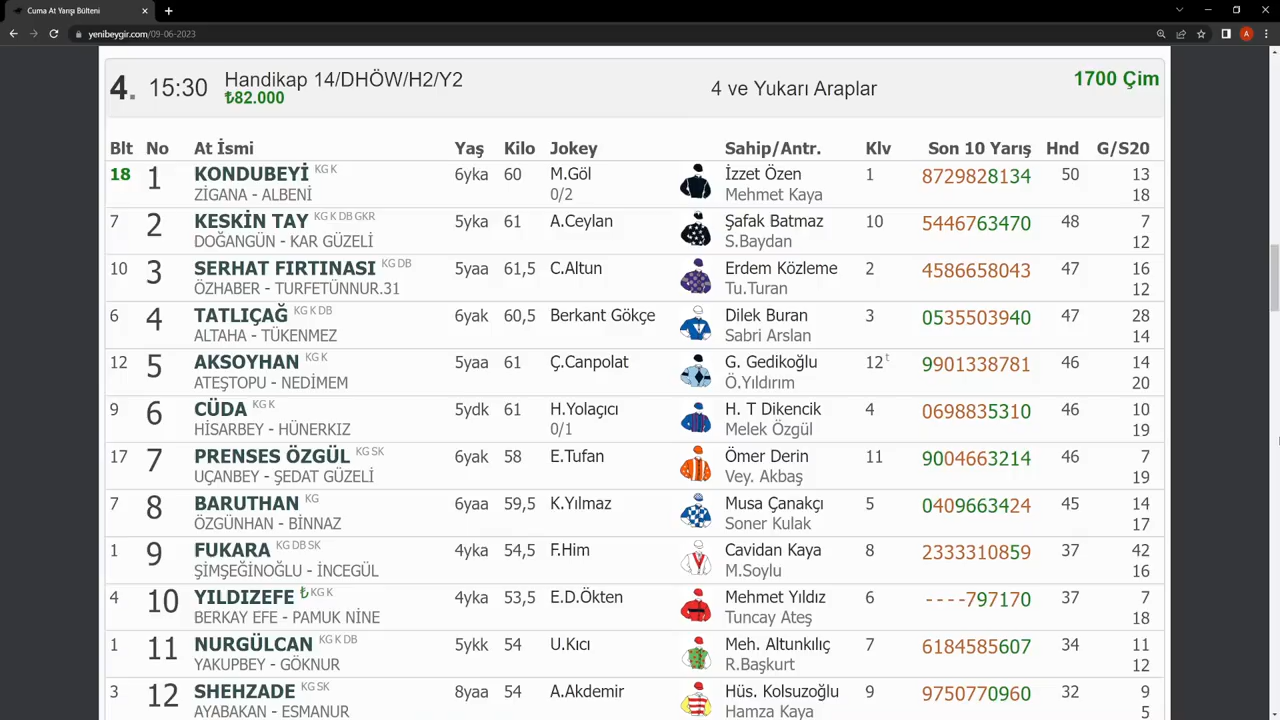 Cuma At Yarışı Bülteni
yenibeygir.com/09-06-2023
A
4. 15:30 Handikap 14/DHÖW/H2/Y2 4 ve Yukarı Araplar 1700 Çim
₺82.000
Blt No At İsmi Yaş Kilo Jokey Sahip/Antr. Klv Son 10 Yarış Hnd G/S20
18 1 KONDUBEYİ KG K 6yka 60 M.Göl İzzet Özen 1 8729828134 50 13
ZİGANA - ALBENİ 0/2 Mehmet Kaya 18
7 2 KESKİN TAY KG K DB GKR 5yka 61 A.Ceylan Şafak Batmaz 10 5446763470 48 7
DOĞANGÜN - KAR GÜZELİ S.Baydan 12
10 3 SERHAT FIRTINASI KG DB 5yaa 61,5 C.Altun Erdem Közleme 2 4586658043 47 16
ÖZHABER - TURFETÜNNUR.31 Tu.Turan 12
6 4 TATLIÇAĞ KG K DB 6yak 60,5 Berkant Gökçe Dilek Buran 3 0535503940 47 28
ALTAHA - TÜKENMEZ Sabri Arslan 14
12 5 AKSOYHAN KG K 5yaa 61 Ç.Canpolat G. Gedikoğlu 12t 9901338781 46 14
ATEŞTOPU - NEDİMEM Ö.Yıldırım 20
9 6 CÜDA KG K 5ydk 61 H.Yolaçıcı H. T Dikencik 4 0698835310 46 10
HİSARBEY - HÜNERKIZ 0/1 Melek Özgül 19
17 7 PRENSES ÖZGÜL KG SK 6yak 58 E.Tufan Ömer Derin 11 9004663214 46 7
UÇANBEY - ŞEDAT GÜZELİ Vey. Akbaş 19
7 8 BARUTHAN KG 6yaa 59,5 K.Yılmaz Musa Çanakçı 5 0409663424 45 14
ÖZGÜNHAN - BİNNAZ Soner Kulak 17
1 9 FUKARA KG DB SK 4yka 54,5 F.Him Cavidan Kaya 8 2333310859 37 42
ŞİMŞEĞİNOĞLU - İNCEGÜL M.Soylu 16
4 10 YILDIZEFE ₺ KG K 4yka 53,5 E.D.Ökten Mehmet Yıldız 6 ----797170 37 7
BERKAY EFE - PAMUK NİNE Tuncay Ateş 18
1 11 NURGÜLCAN KG K DB 5ykk 54 U.Kıcı Meh. Altunkılıç 7 6184585607 34 11
YAKUPBEY - GÖKNUR R.Başkurt 12
3 12 SHEHZADE KG SK 8yaa 54 A.Akdemir Hüs. Kolsuzoğlu 9 9750770960 32 9
AYABAKAN - ESMANUR Hamza Kaya 5